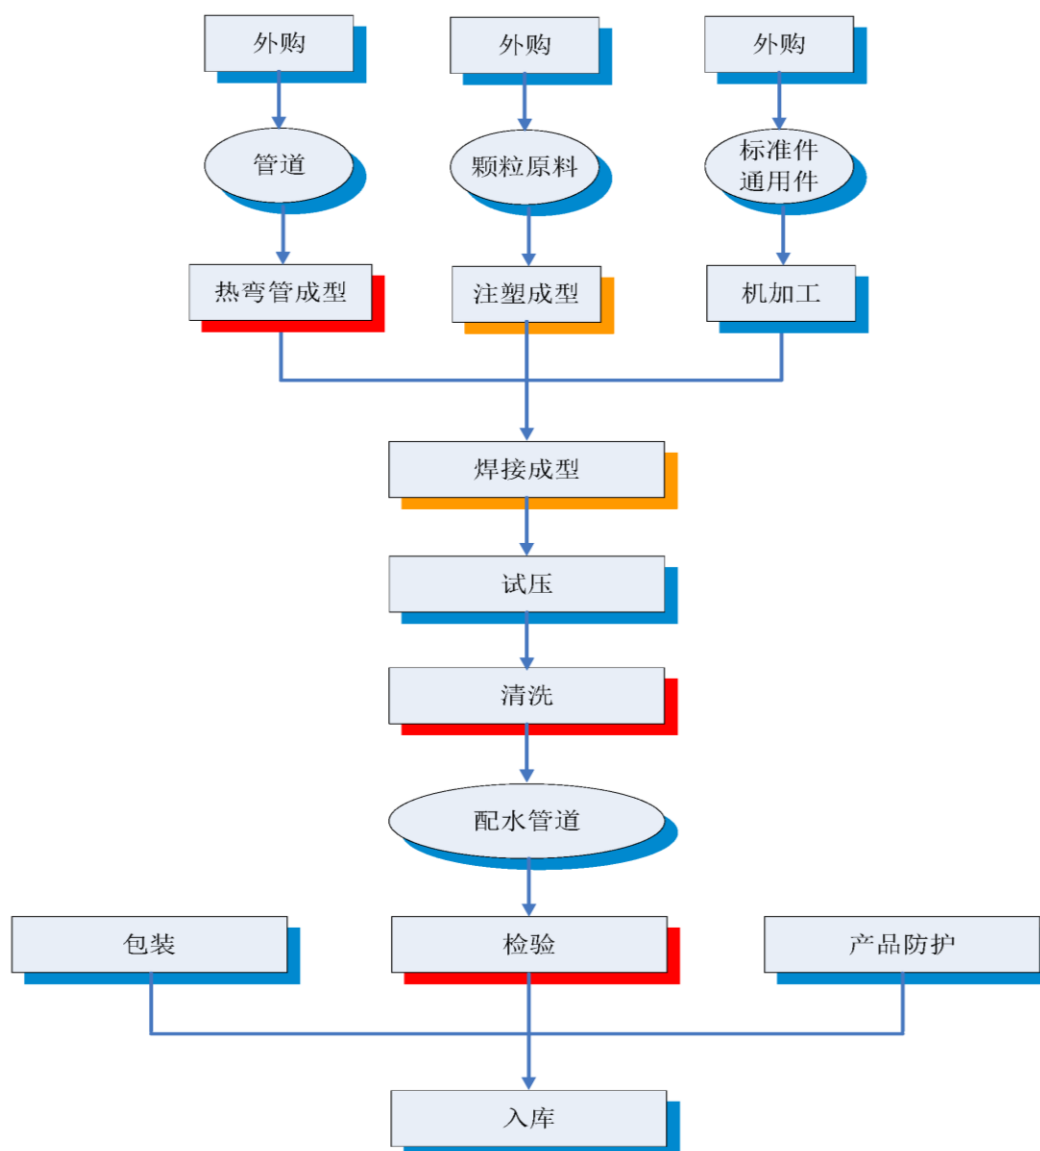 外购
外购
外购
管道
颗粒原料
标准件
通用件
热弯管成型
注塑成型
机加工
焊接成型
试压
清洗
配水管道
包装
检验
产品防护
入库